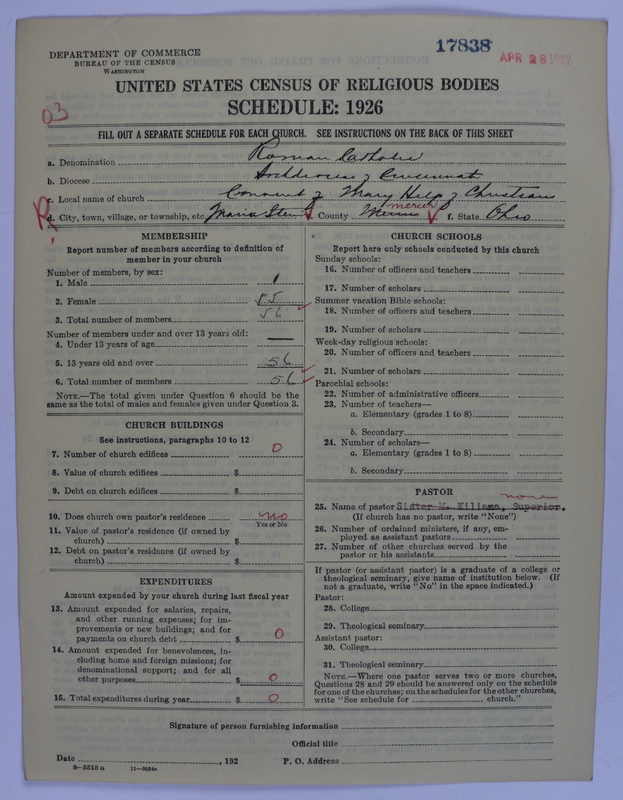 17838
APR 28 1927
DEPARTMENT OF COMMERCE
BUREAU OF THE CENSUS
WASHINGTON
UNITED STATES CENSUS OF RELIGIOUS BODIES
SCHEDULE: 1926
03
FILL OUT A SEPARATE SCHEDULE FOR EACH CHURCH. SEE INSTRUCTIONS ON THE BACK OF THIS SHEET
a. Denomination Roman Catholic
b. Diocese Archdiocese of Cincinnati
c. Local name of church Convent of Mary Help of Christians
R d. City, town, village, or township, etc. Maria Stein County Mercer f. State Ohio
MEMBERSHIP
Report number of members according to definition of
member in your church
Number of members, by sex:
1. Male 1
2. Female 55
3. Total number of members 56
Number of members under and over 13 years old:
4. Under 13 years of age —
5. 13 years old and over 56
6. Total number of members 56
NOTE.—The total given under Question 6 should be the
same as the total of males and females given under Question 3.
CHURCH BUILDINGS
See instructions, paragraphs 10 to 12
7. Number of church edifices 0
8. Value of church edifices $
9. Debt on church edifices $
10. Does church own pastor's residence no
Yes or No
11. Value of pastor's residence (if owned by
church) $
12. Debt on pastor's residence (if owned by
church) $
EXPENDITURES
Amount expended by your church during last fiscal year
13. Amount expended for salaries, repairs,
and other running expenses; for im-
provements or new buildings; and for
payments on church debt $ 0
14. Amount expended for benevolences, in-
cluding home and foreign missions; for
denominational support; and for all
other purposes $ 0
15. Total expenditures during year $ 0
CHURCH SCHOOLS
Report here only schools conducted by this church
Sunday schools:
16. Number of officers and teachers
17. Number of scholars
Summer vacation Bible schools:
18. Number of officers and teachers
19. Number of scholars
Week-day religious schools:
20. Number of officers and teachers
21. Number of scholars
Parochial schools:
22. Number of administrative officers
23. Number of teachers—
a. Elementary (grades 1 to 8)
b. Secondary
24. Number of scholars—
a. Elementary (grades 1 to 8)
b. Secondary
PASTOR
none
25. Name of pastor Sister M. Kiliana, Superior.
(If church has no pastor, write "None")
26. Number of ordained ministers, if any, em-
ployed as assistant pastors
27. Number of other churches served by the
pastor or his assistants
If pastor (or assistant pastor) is a graduate of a college or
theological seminary, give name of institution below. (If
not a graduate, write "No" in the space indicated.)
Pastor:
28. College
29. Theological seminary
Assistant pastor:
30. College
31. Theological seminary
NOTE.—Where one pastor serves two or more churches,
Questions 28 and 29 should be answered only on the schedule
for one of the churches; on the schedules for the other churches,
write "See schedule for church."
Signature of person furnishing information
Official title
Date , 192 P. O. Address